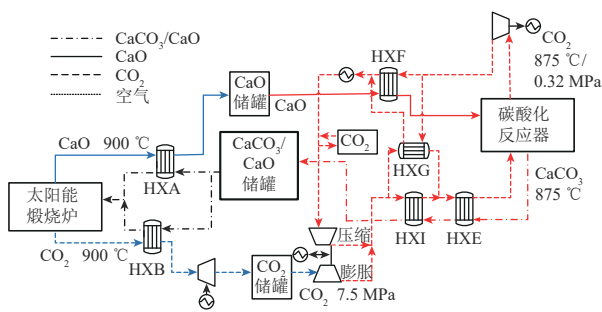 CaCO₃/CaO
CaO
CO₂
空气
HXF
CO₂
875 ℃/
0.32 MPa
CaO
储罐
CaO
碳酸化
反应器
CaCO₃/
CaO
储罐
CO₂
HXG
CaCO₃
875 ℃
CaO 900 ℃
HXA
太阳能
煅烧炉
HXI
HXE
CO₂ 900 ℃
HXB
压缩
CO₂
储罐
膨胀
CO₂ 7.5 MPa